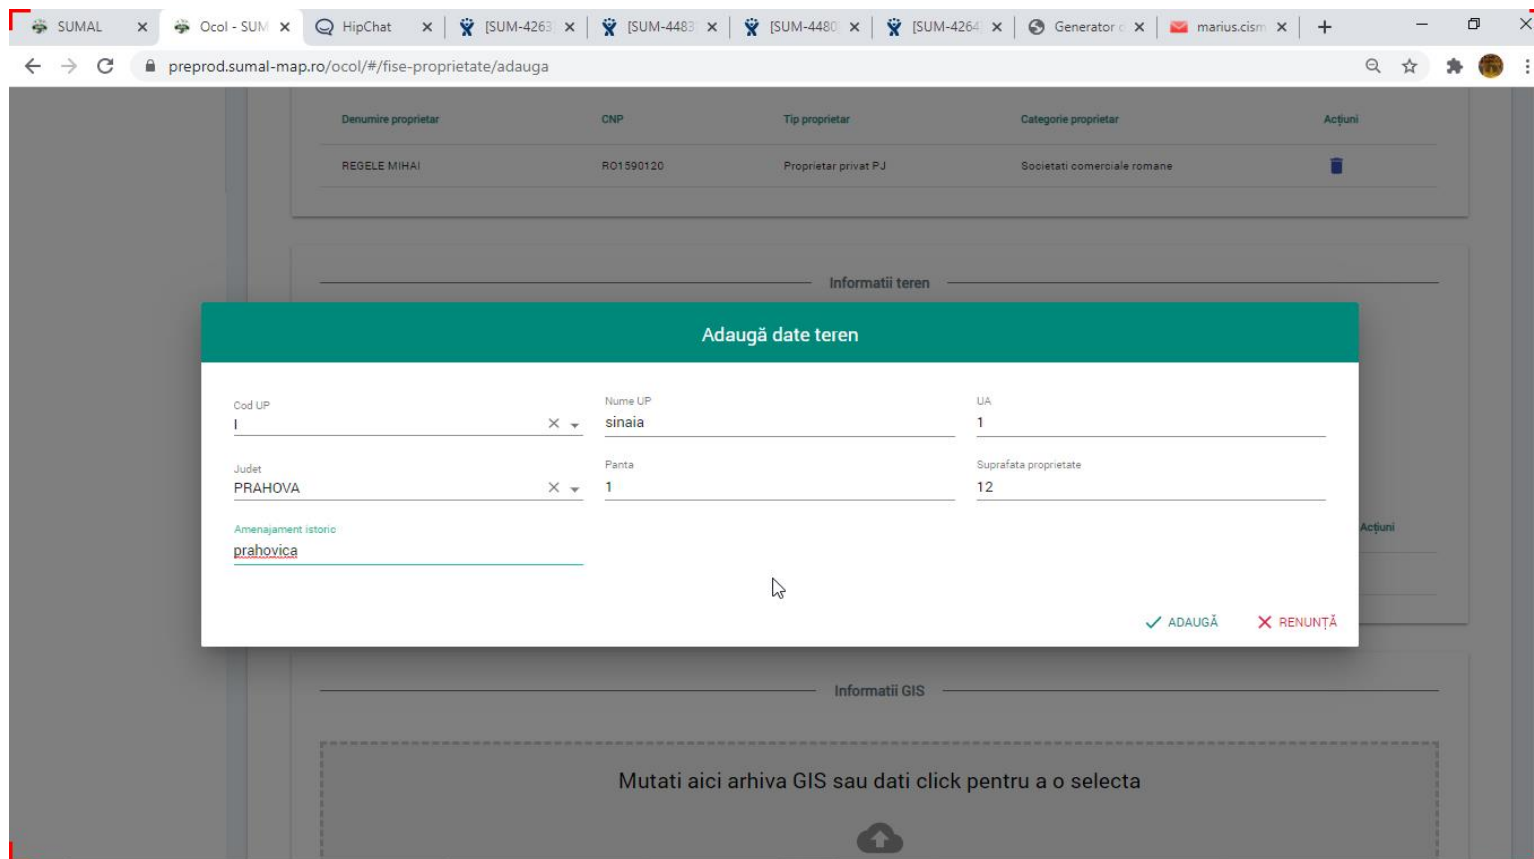 SUMAL
Ocol - SUM
HipChat
[SUM-4263]
[SUM-4483]
[SUM-4480]
[SUM-4264]
Generator
marius.cism
preprod.sumal-map.ro/ocol/#/fise-proprietate/adauga
Denumire proprietar CNP Tip proprietar Categorie proprietar Acțiuni
REGELE MIHAI RO1590120 Proprietar privat PJ Societati comerciale romane
Informatii teren
Adaugă date teren
Cod UP Nume UP UA
I sinaia 1
Judet Panta Suprafata proprietate
PRAHOVA 1 12
Amenajament istoric Acțiuni
prahovica
ADAUGĂ RENUNȚĂ
Informatii GIS
Mutati aici arhiva GIS sau dati click pentru a o selecta